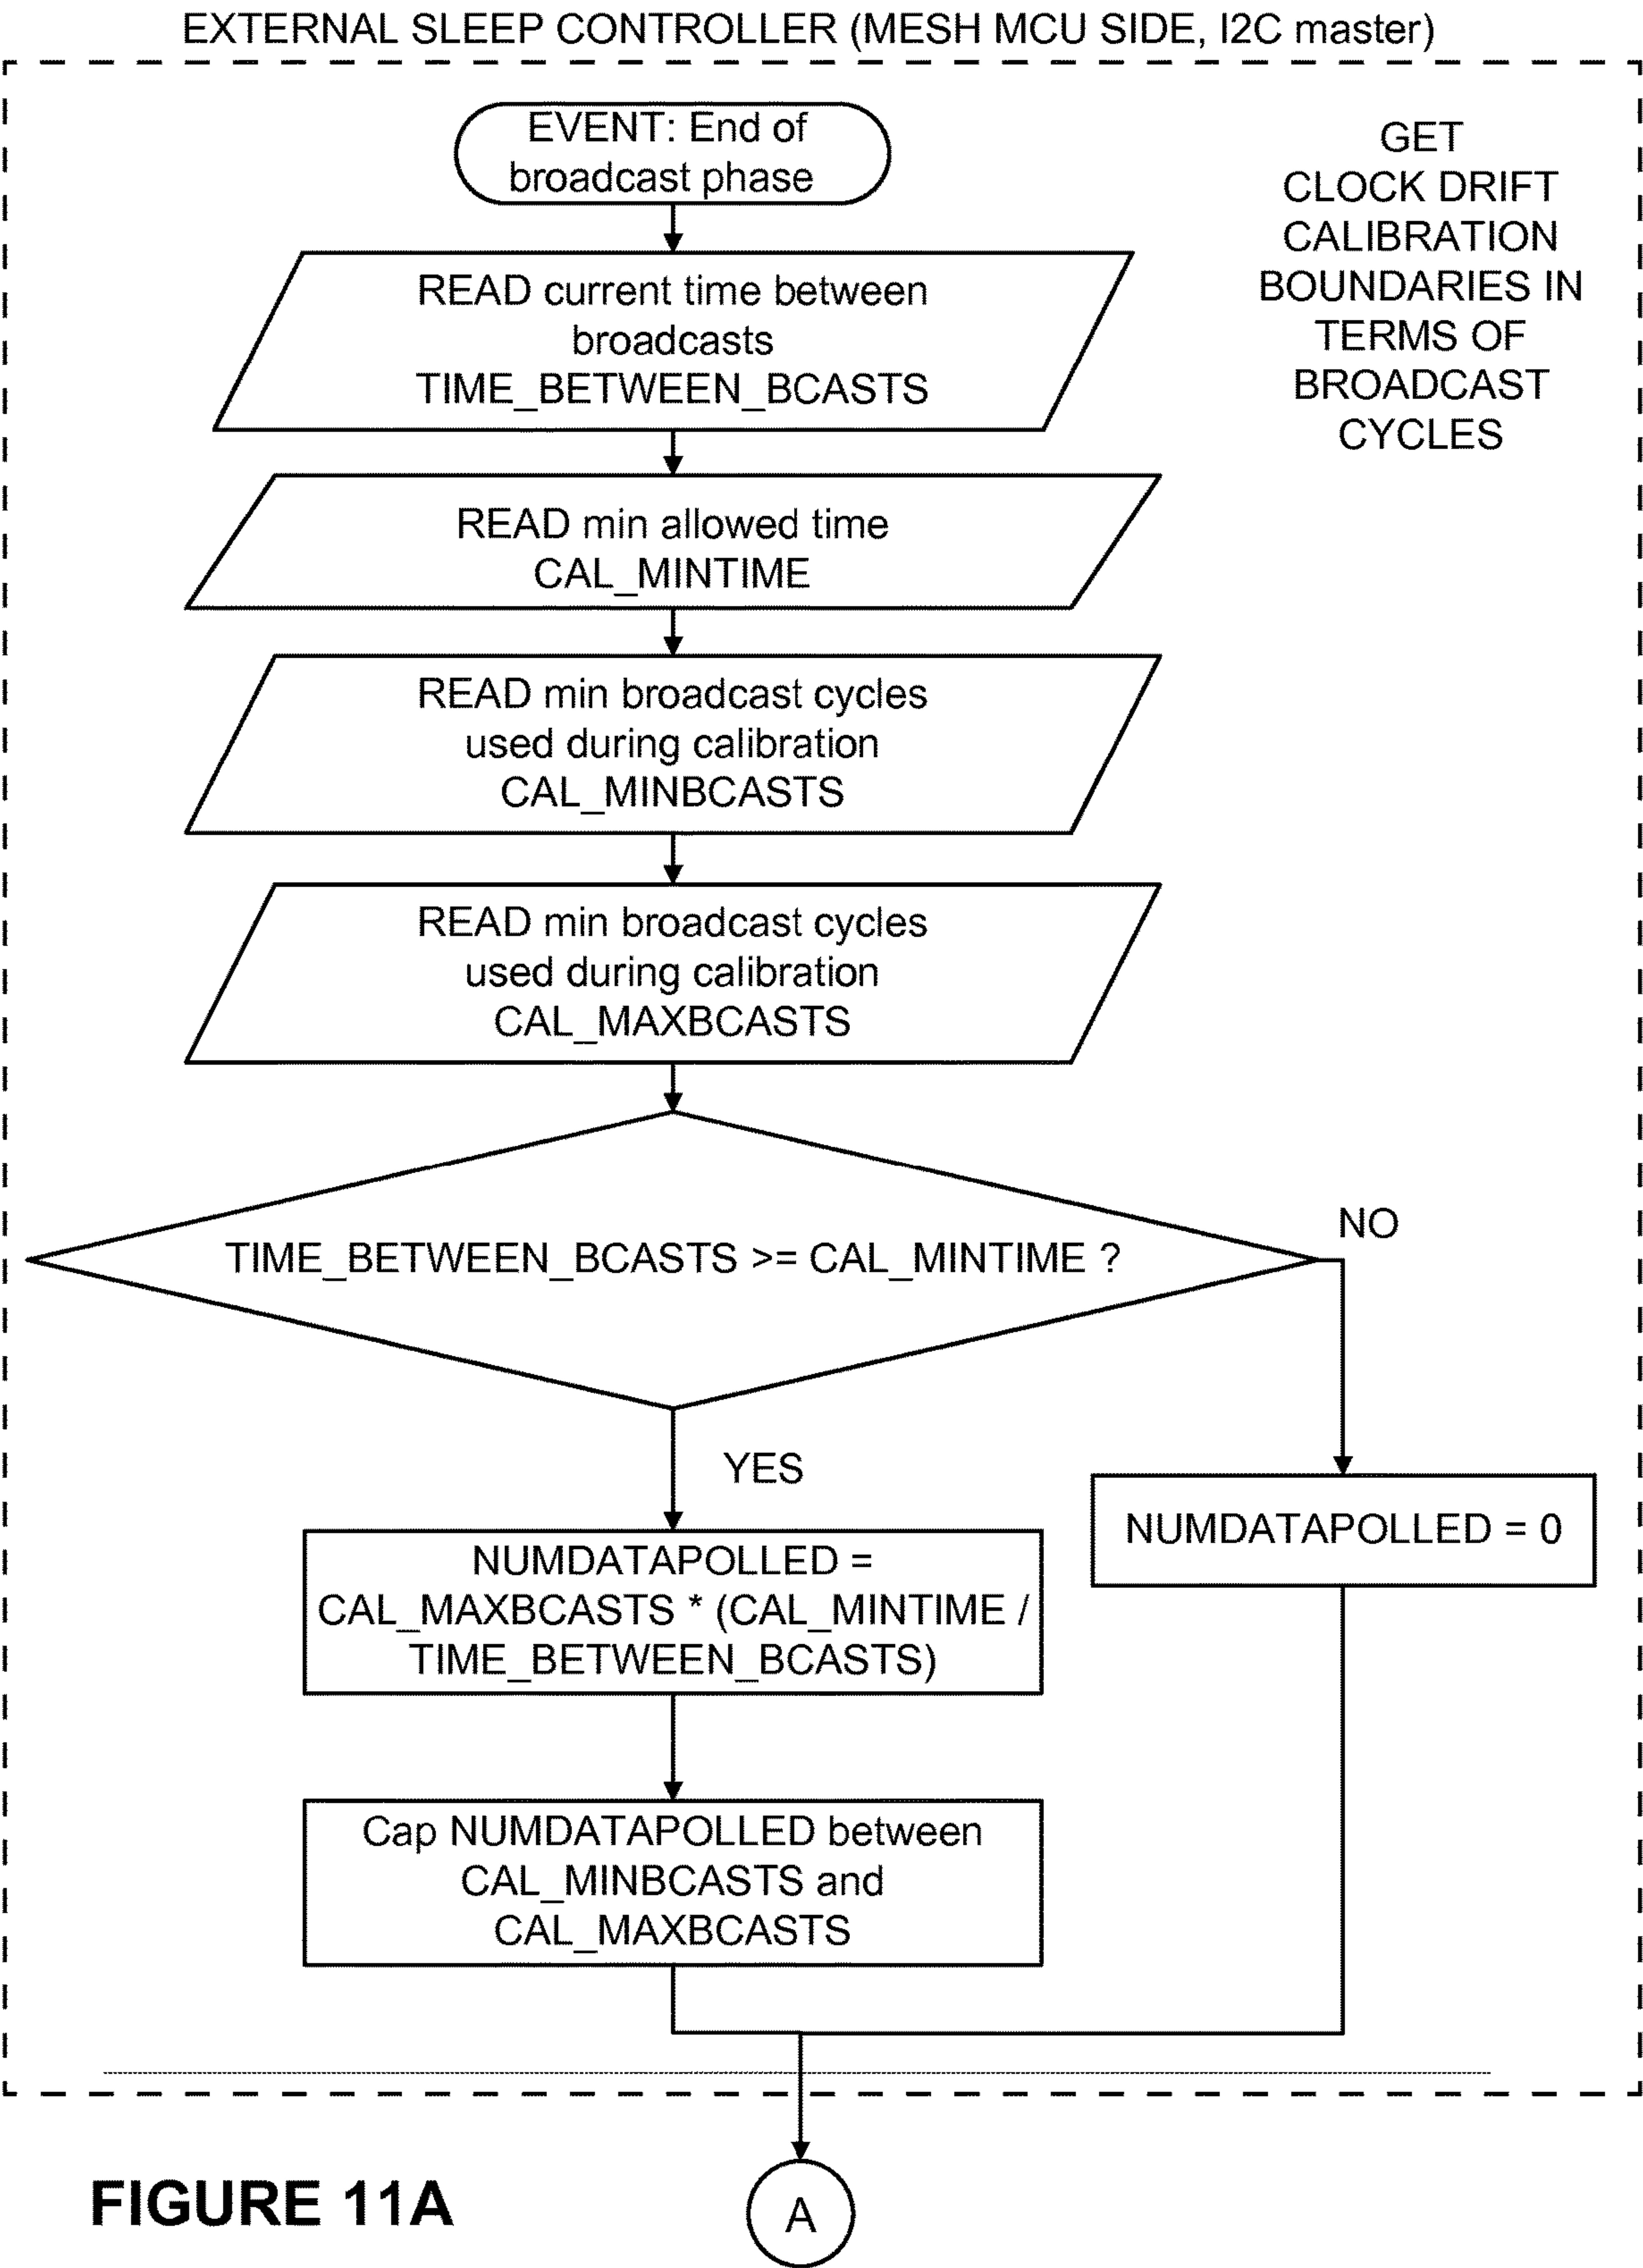 EXTERNAL SLEEP CONTROLLER (MESH MCU SIDE, I2C master)
EVENT: End of
broadcast phase
GET
CLOCK DRIFT
CALIBRATION
BOUNDARIES IN
TERMS OF
BROADCAST
CYCLES
READ current time between
broadcasts
TIME_BETWEEN_BCASTS
READ min allowed time
CAL_MINTIME
READ min broadcast cycles
used during calibration
CAL_MINBCASTS
READ min broadcast cycles
used during calibration
CAL_MAXBCASTS
TIME_BETWEEN_BCASTS >= CAL_MINTIME ?
NO
YES
NUMDATAPOLLED = 0
NUMDATAPOLLED =
CAL_MAXBCASTS * (CAL_MINTIME /
TIME_BETWEEN_BCASTS)
Cap NUMDATAPOLLED between
CAL_MINBCASTS and
CAL_MAXBCASTS
FIGURE 11A
A